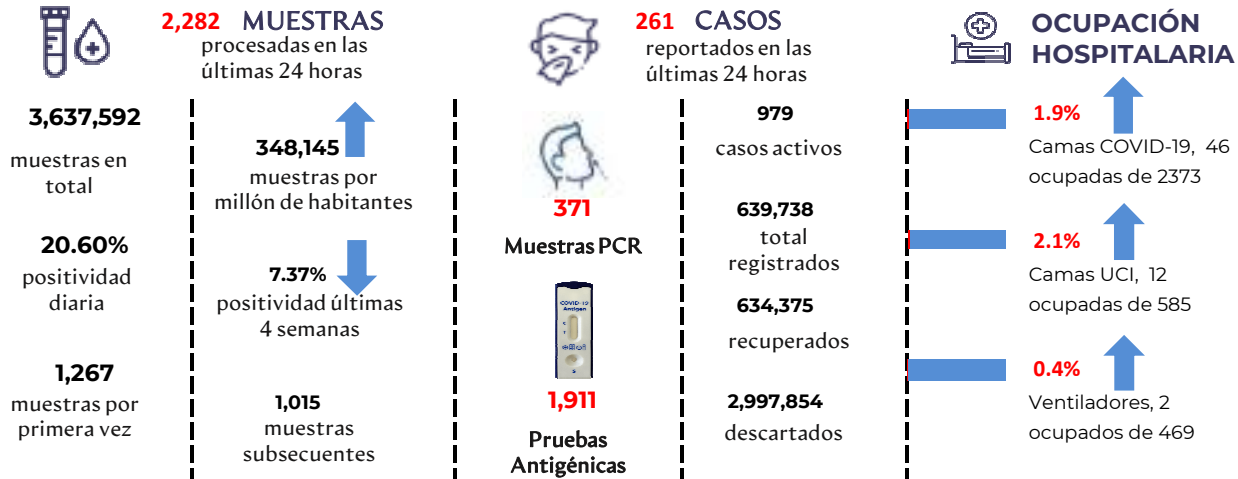 2,282 MUESTRAS
procesadas en las
últimas 24 horas
3,637,592
muestras en
total
20.60%
positividad
diaria
1,267
muestras por
primera vez
348,145
muestras por
millón de habitantes
7.37%
positividad últimas
4 semanas
1,015
muestras
subsecuentes
261 CASOS
reportados en las
últimas 24 horas
371
Muestras PCR
COVID-19
Antigen
C
T
S
1,911
Pruebas
Antigénicas
979
casos activos
639,738
total
registrados
634,375
recuperados
2,997,854
descartados
OCUPACIÓN
HOSPITALARIA
1.9%
Camas COVID-19, 46
ocupadas de 2373
2.1%
Camas UCI, 12
ocupadas de 585
0.4%
Ventiladores, 2
ocupados de 469